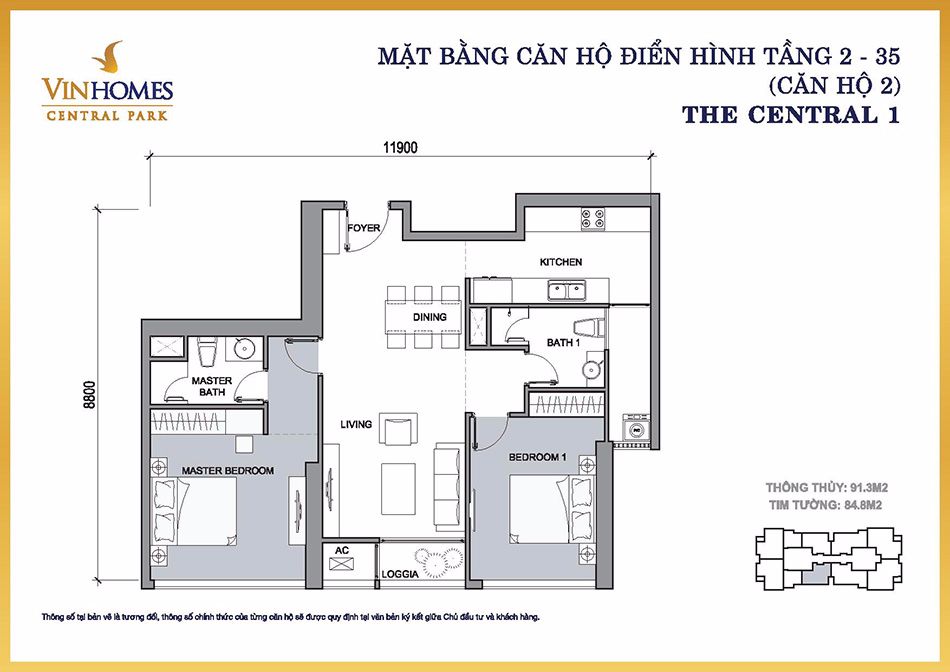 VINHOMES
CENTRAL PARK
MẶT BẰNG CĂN HỘ ĐIỂN HÌNH TẦNG 2 - 35
(CĂN HỘ 2)
THE CENTRAL 1
11900
8800
FOYER
KITCHEN
DINING
BATH 1
MASTER
BATH
LIVING
BEDROOM 1
MASTER BEDROOM
AC
LOGGIA
THÔNG THỦY: 91.3M2
TIM TƯỜNG: 84.8M2
Thông số tại bản vẽ là tương đối, thông số chính thức của từng căn hộ sẽ được quy định tại văn bản ký kết giữa Chủ đầu tư và khách hàng.